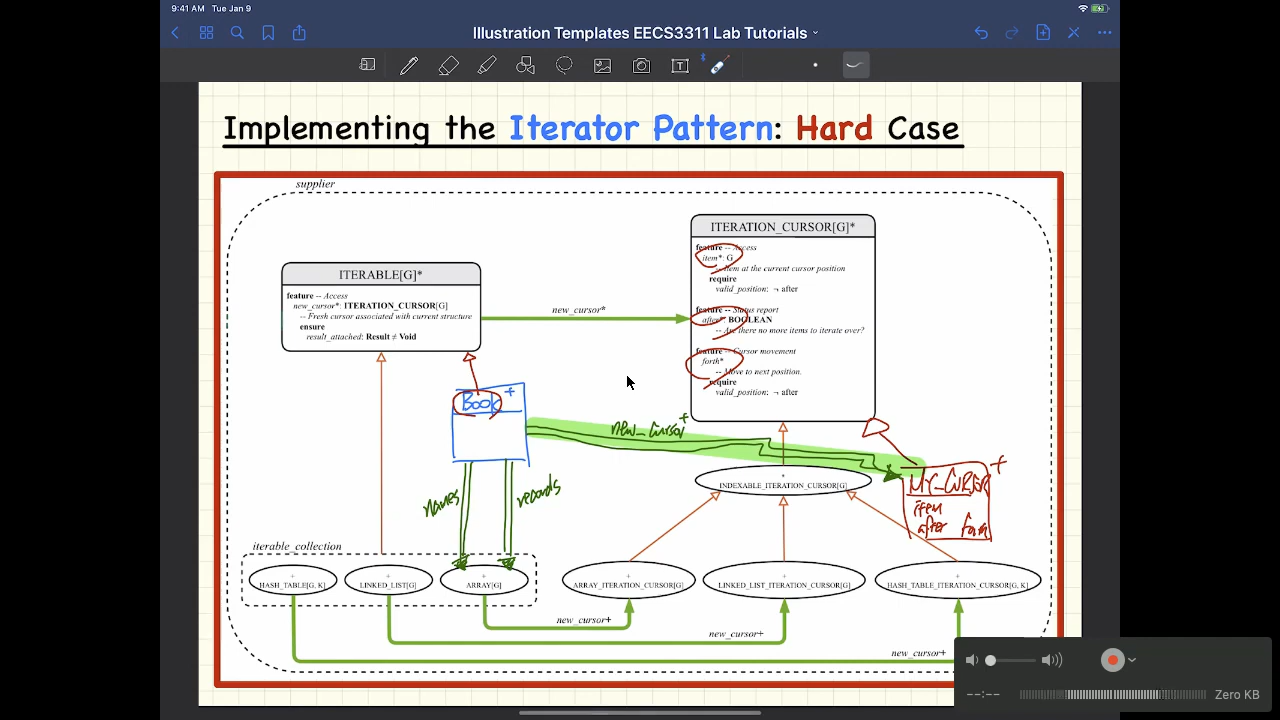 9:41 AM Tue Jan 9
Illustration Templates EECS3311 Lab Tutorials
Implementing the Iterator Pattern: Hard Case
supplier
ITERATION_CURSOR[G]*
feature -- Access
item*: G
-- Item at the current cursor position
require
valid_position: ¬ after
feature -- Status report
after*: BOOLEAN
-- Are there no more items to iterate over?
feature -- Cursor movement
forth*
-- Move to next position.
require
valid_position: ¬ after
ITERABLE[G]*
feature -- Access
new_cursor*: ITERATION_CURSOR[G]
-- Fresh cursor associated with current structure
ensure
result_attached: Result ≠ Void
new_cursor*
Book +
new_cursor +
names
records
*
INDEXABLE_ITERATION_CURSOR[G]
MY_CURSOR +
item
after forth
iterable_collection
+
HASH_TABLE[G, K]
+
LINKED_LIST[G]
+
ARRAY[G]
+
ARRAY_ITERATION_CURSOR[G]
+
LINKED_LIST_ITERATION_CURSOR[G]
+
HASH_TABLE_ITERATION_CURSOR[G, K]
new_cursor+
new_cursor+
new_cursor+
--:--
Zero KB